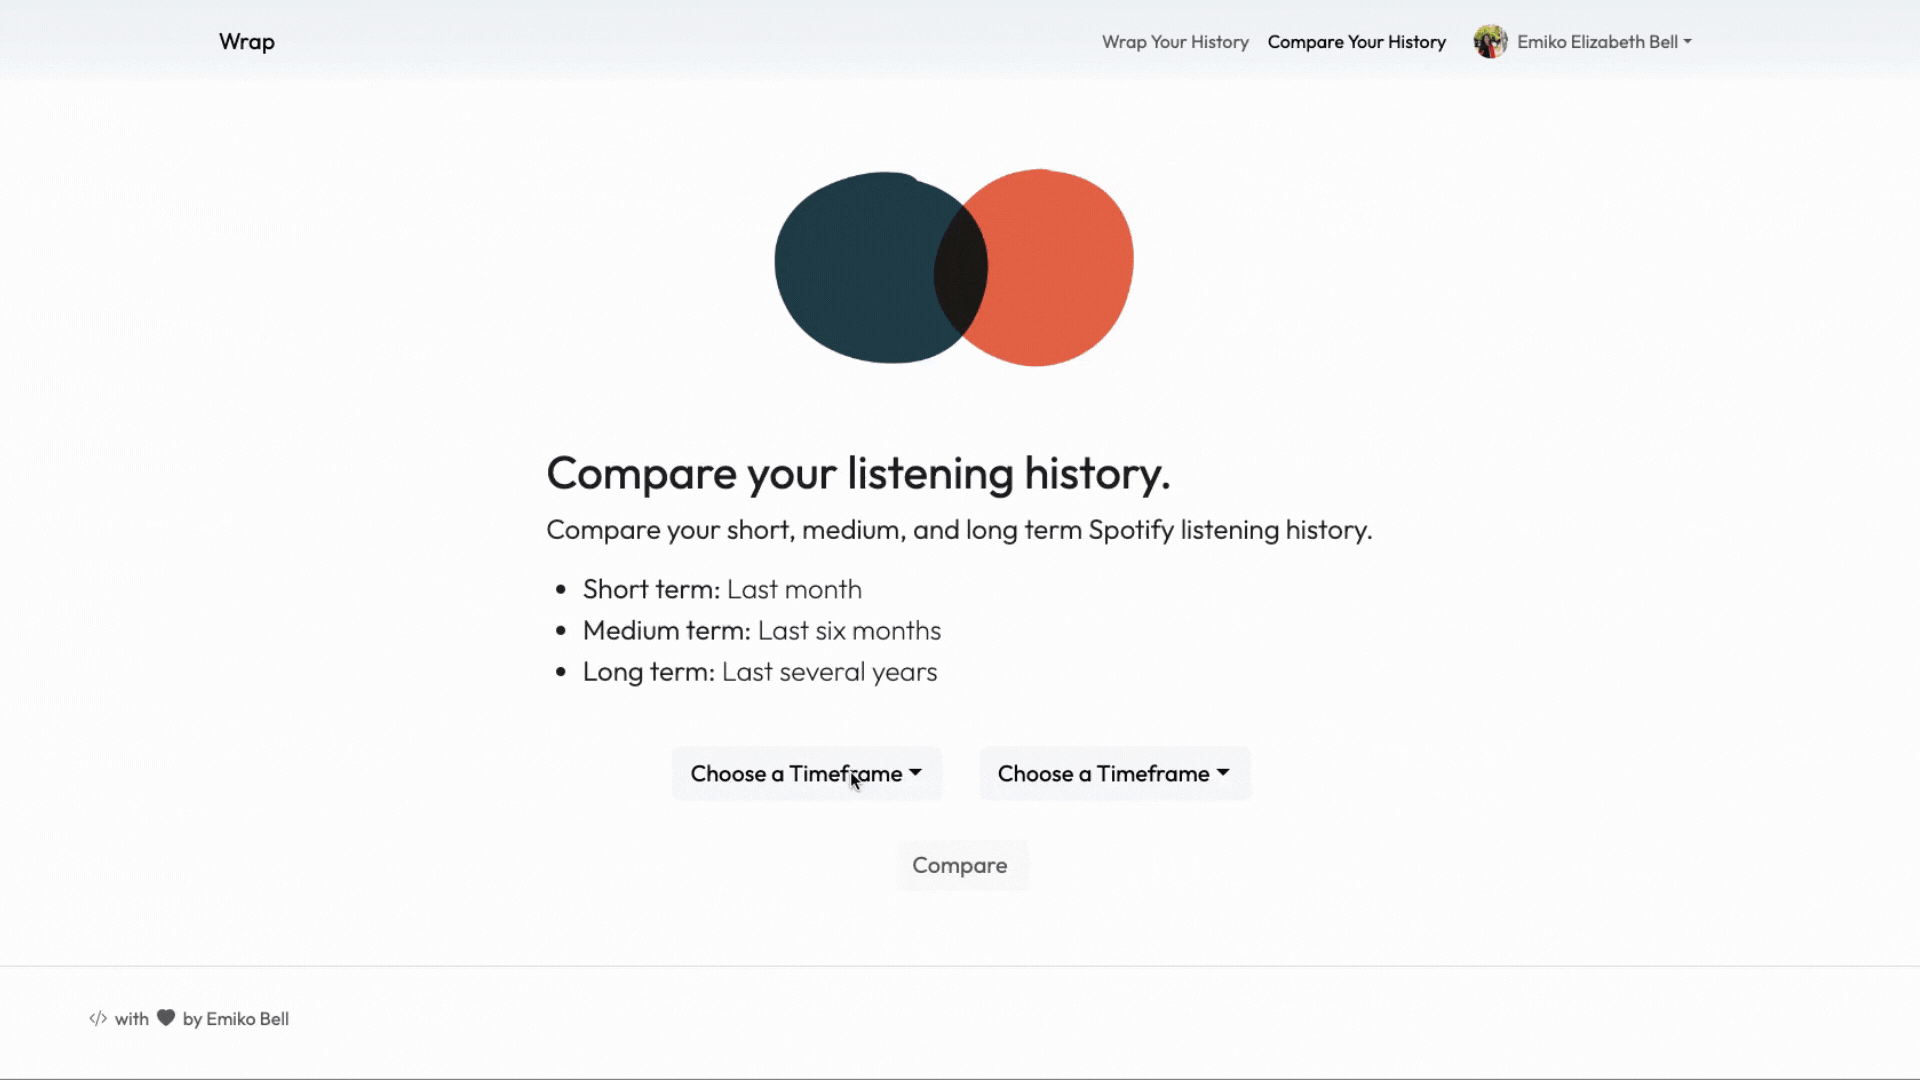 Wrap
Wrap Your History
Compare Your History
Emiko Elizabeth Bell
Compare your listening history.
Compare your short, medium, and long term Spotify listening history.
Short term: Last month
Medium term: Last six months
Long term: Last several years
Choose a Timeframe
Choose a Timeframe
Compare
</> with ♥ by Emiko Bell